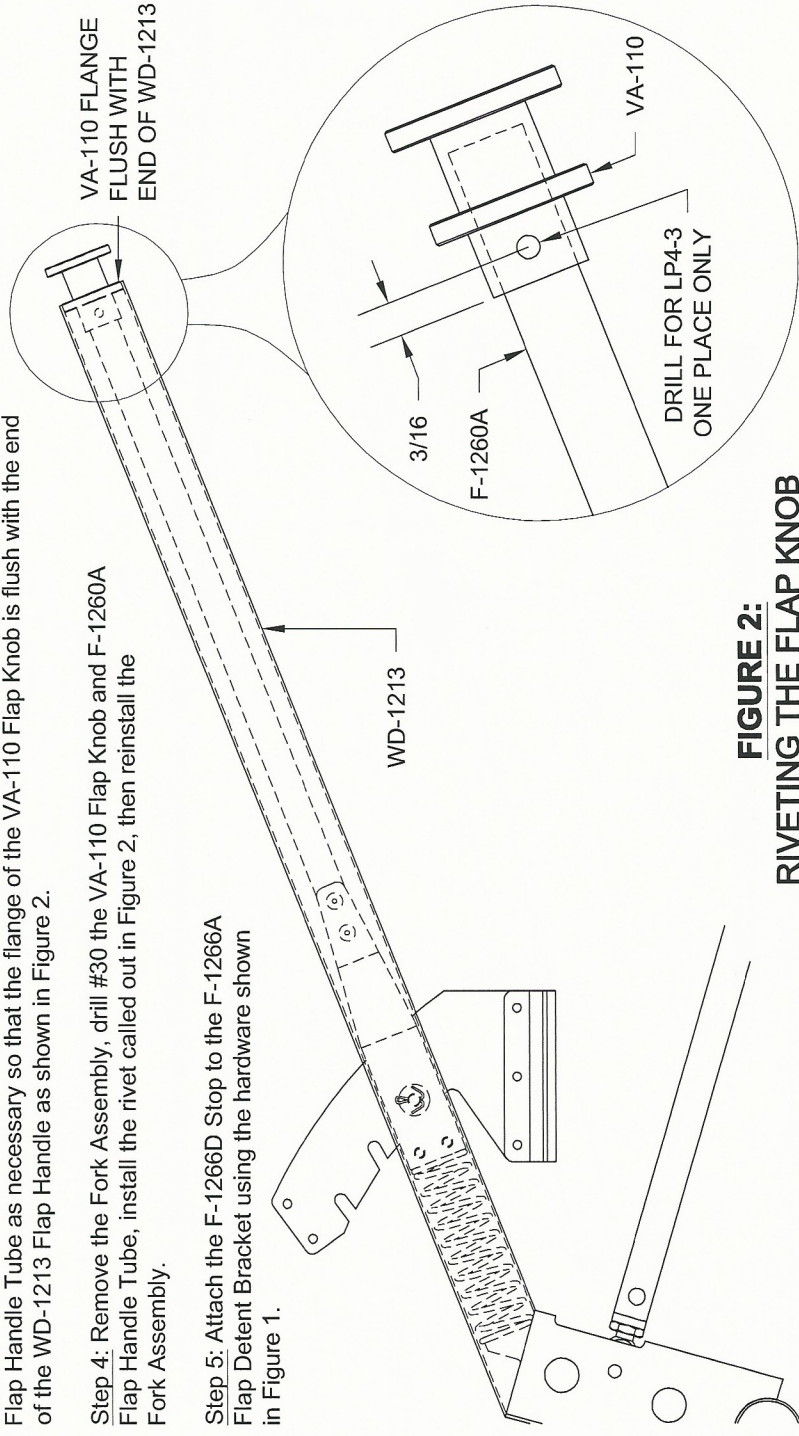 Flap Handle Tube as necessary so that the flange of the VA-110 Flap Knob is flush with the end
of the WD-1213 Flap Handle as shown in Figure 2.
Step 4: Remove the Fork Assembly, drill #30 the VA-110 Flap Knob and F-1260A
Flap Handle Tube, install the rivet called out in Figure 2, then reinstall the
Fork Assembly.
Step 5: Attach the F-1266D Stop to the F-1266A
Flap Detent Bracket using the hardware shown
in Figure 1.
VA-110 FLANGE
FLUSH WITH
END OF WD-1213
WD-1213
3/16
F-1260A
VA-110
DRILL FOR LP4-3
ONE PLACE ONLY
FIGURE 2:
RIVETING THE FLAP KNOB